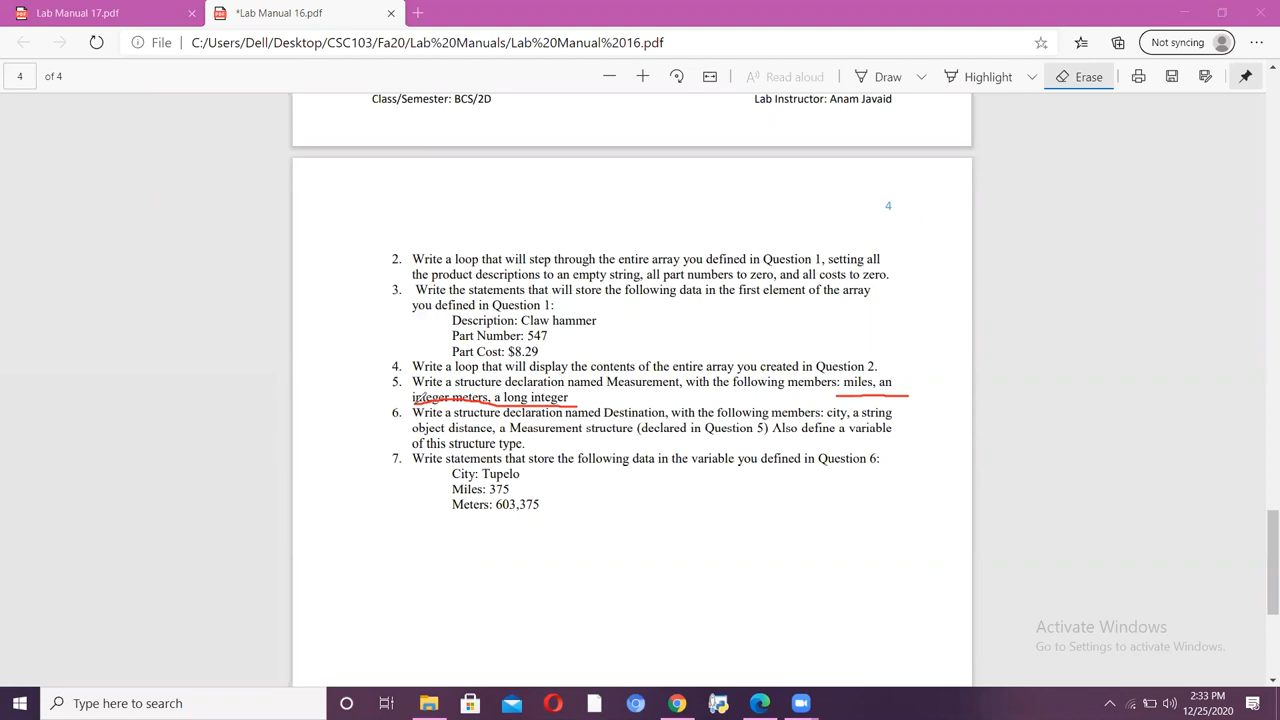 Lab Manual 17.pdf
*Lab Manual 16.pdf
File
C:/Users/Dell/Desktop/CSC103/Fa20/Lab%20Manuals/Lab%20Manual%2016.pdf
Not syncing
4 of 4
Read aloud
Draw
Highlight
Erase
Class/Semester: BCS/2D
Lab Instructor: Anam Javaid
4
2. Write a loop that will step through the entire array you defined in Question 1, setting all
the product descriptions to an empty string, all part numbers to zero, and all costs to zero.
3. Write the statements that will store the following data in the first element of the array
you defined in Question 1:
Description: Claw hammer
Part Number: 547
Part Cost: $8.29
4. Write a loop that will display the contents of the entire array you created in Question 2.
5. Write a structure declaration named Measurement, with the following members: miles, an
integer meters, a long integer
6. Write a structure declaration named Destination, with the following members: city, a string
object distance, a Measurement structure (declared in Question 5) Also define a variable
of this structure type.
7. Write statements that store the following data in the variable you defined in Question 6:
City: Tupelo
Miles: 375
Meters: 603,375
Activate Windows
Go to Settings to activate Windows.
Type here to search
2:33 PM
12/25/2020